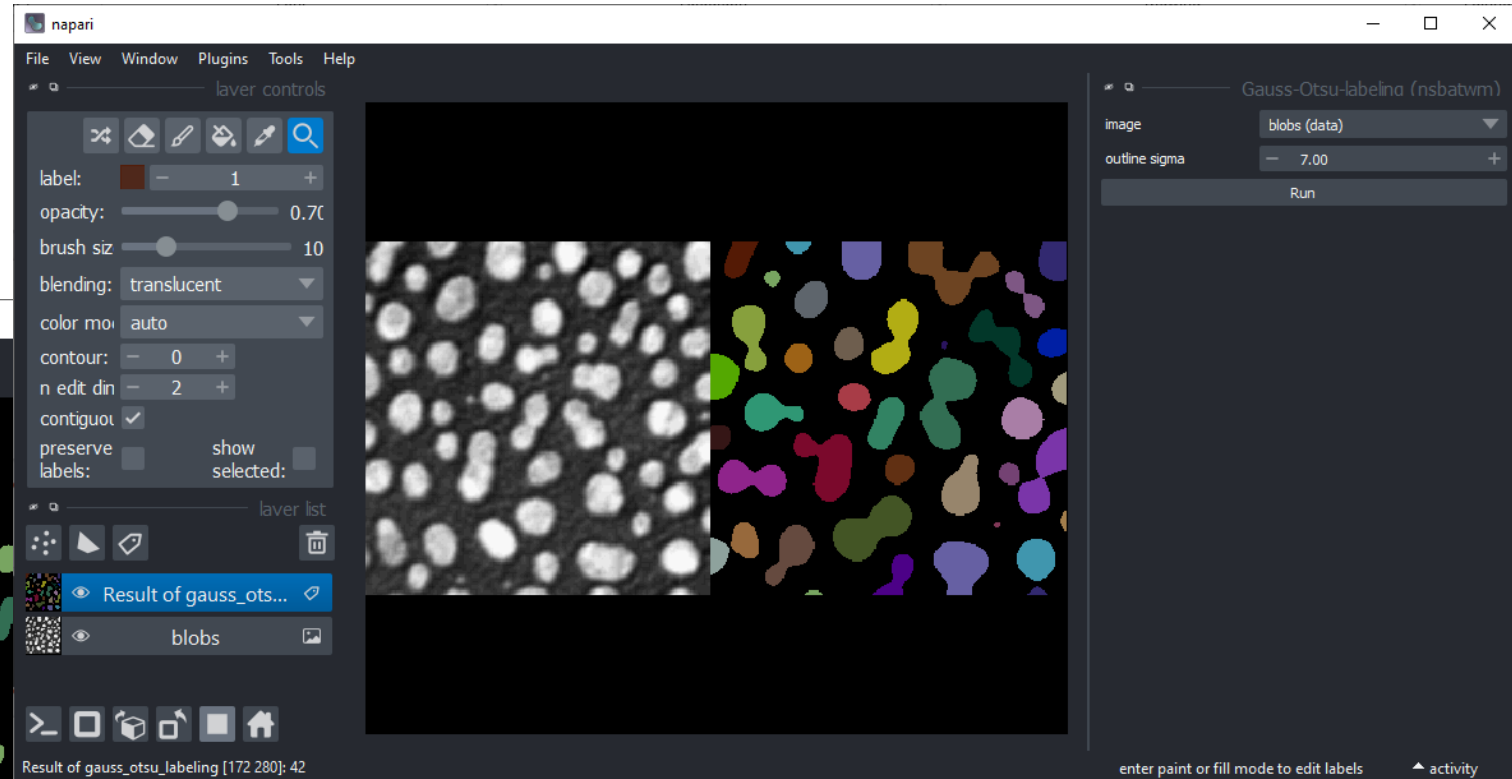 napari
File View Window Plugins Tools Help
laver controls
label: 1
opacity: 0.70
brush siz 10
blending: translucent
color mo auto
contour: 0
n edit din 2
contiguou
preserve labels: show selected:
laver list
Result of gauss_ots...
blobs
Result of gauss_otsu_labeling [172 280]: 42
Gauss-Otsu-labeling (nsbatwm)
image blobs (data)
outline sigma 7.00
Run
enter paint or fill mode to edit labels activity